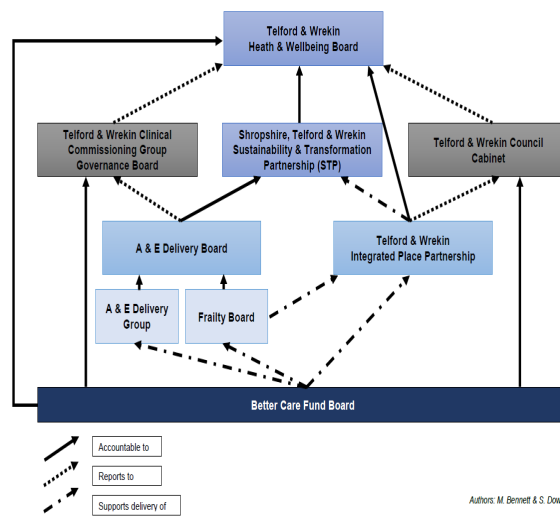 Telford & Wrekin
Heath & Wellbeing Board
Telford & Wrekin Clinical
Commissioning Group
Governance Board
Shropshire, Telford & Wrekin
Sustainability & Transformation
Partnership (STP)
Telford & Wrekin Council
Cabinet
A & E Delivery Board
Telford & Wrekin
Integrated Place Partnership
A & E Delivery
Group
Frailty Board
Better Care Fund Board
Accountable to
Reports to
Supports delivery of
Authors: M. Bennett & S. Dow